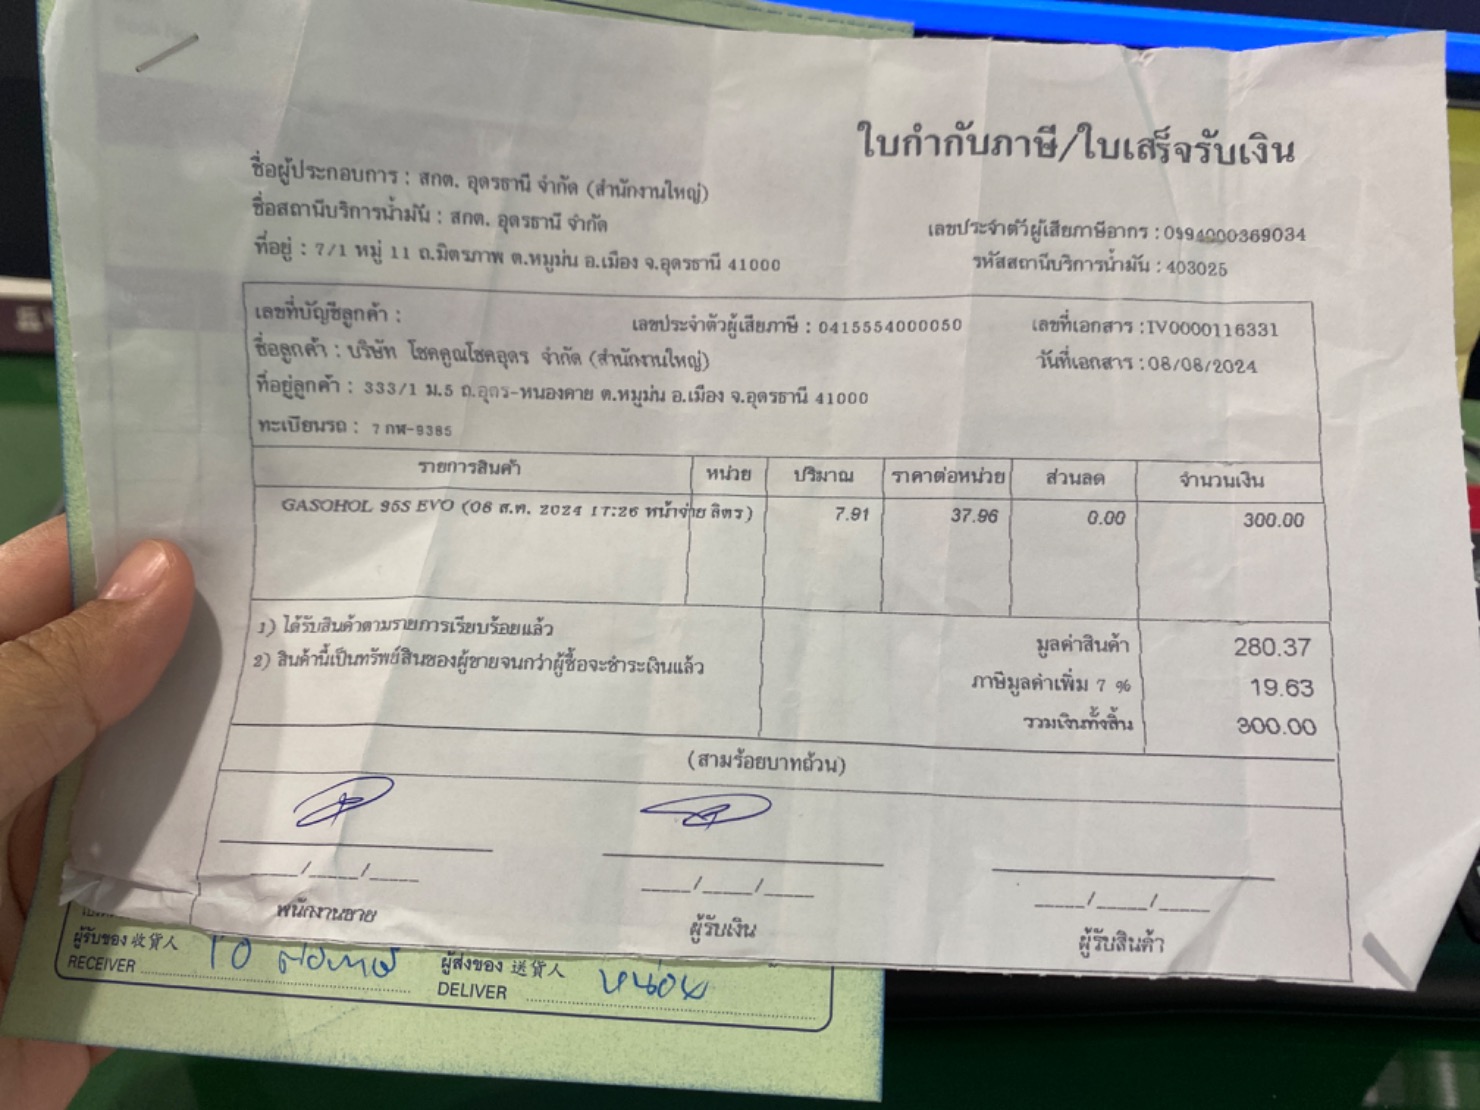 ใบกำกับภาษี/ใบเสร็จรับเงิน
ชื่อผู้ประกอบการ : สกต. อุดรธานี จำกัด (สำนักงานใหญ่)
ชื่อสถานีบริการน้ำมัน : สกต. อุดรธานี จำกัด
เลขประจำตัวผู้เสียภาษีอากร : 0994000369034
ที่อยู่ : 7/1 หมู่ 11 ถ.มิตรภาพ ต.หมูม่น อ.เมือง จ.อุดรธานี 41000
รหัสสถานีบริการน้ำมัน : 403025
เลขที่บัญชีลูกค้า :
เลขประจำตัวผู้เสียภาษี : 0415554000050
เลขที่เอกสาร : IV0000116331
ชื่อลูกค้า : บริษัท โชคคูณโชคอุดร จำกัด (สำนักงานใหญ่)
วันที่เอกสาร : 08/08/2024
ที่อยู่ลูกค้า : 333/1 ม.5 ถ.อุดร-หนองคาย ต.หมูม่น อ.เมือง จ.อุดรธานี 41000
ทะเบียนรถ : 7 กฬ-9385
รายการสินค้า หน่วย ปริมาณ ราคาต่อหน่วย ส่วนลด จำนวนเงิน
GASOHOL 95S EVO (08 ส.ค. 2024 17:26 หน้าจ่าย ลิตร) 7.91 37.96 0.00 300.00
1) ได้รับสินค้าตามรายการเรียบร้อยแล้ว
มูลค่าสินค้า 280.37
2) สินค้านี้เป็นทรัพย์สินของผู้ขายจนกว่าผู้ซื้อจะชำระเงินแล้ว
ภาษีมูลค่าเพิ่ม 7 % 19.63
รวมเงินทั้งสิ้น 300.00
(สามร้อยบาทถ้วน)
____/____/____ ____/____/____ ____/____/____
พนักงานขาย ผู้รับเงิน ผู้รับสินค้า
ผู้รับของ 收貨人 ผู้ส่งของ 送貨人 หน่อย
RECEIVER DELIVER